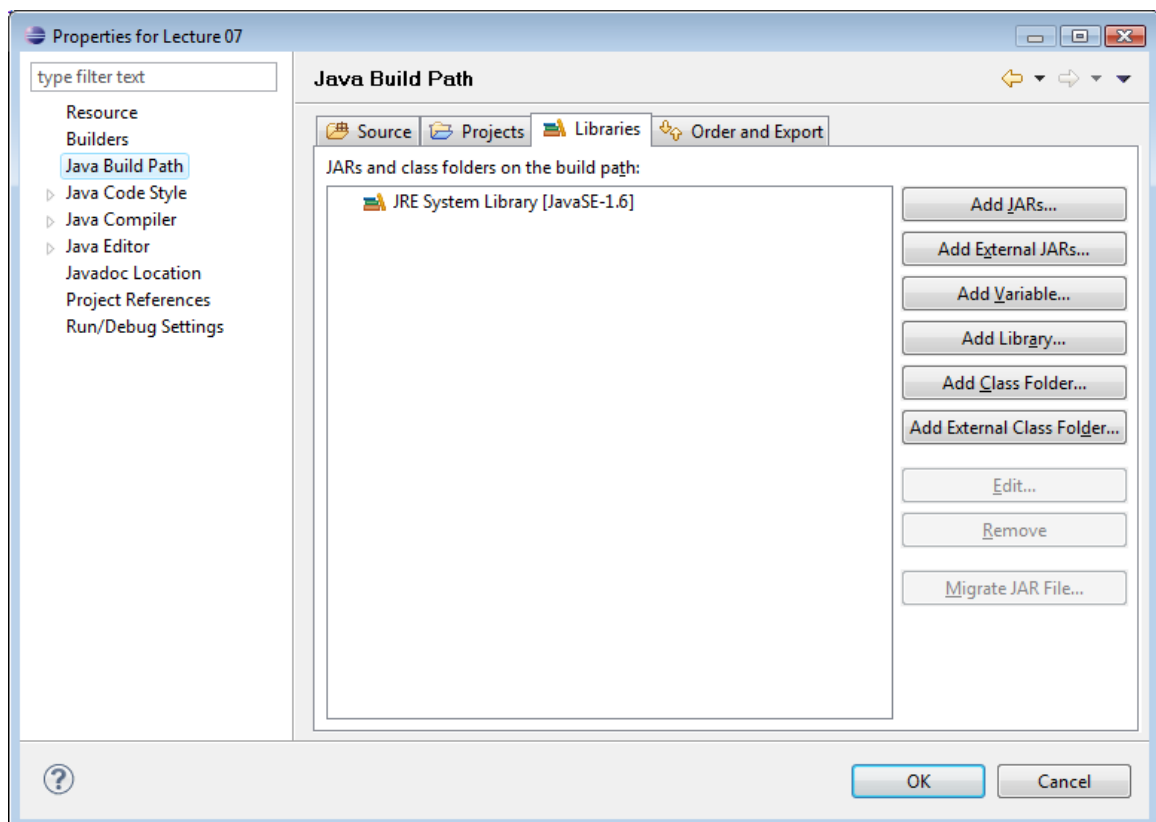 Properties for Lecture 07
type filter text
Resource
Builders
Java Build Path
Java Code Style
Java Compiler
Java Editor
Javadoc Location
Project References
Run/Debug Settings
Java Build Path
Source Projects Libraries Order and Export
JARs and class folders on the build path:
JRE System Library [JavaSE-1.6]
Add JARs...
Add External JARs...
Add Variable...
Add Library...
Add Class Folder...
Add External Class Folder...
Edit...
Remove
Migrate JAR File...
?
OK Cancel